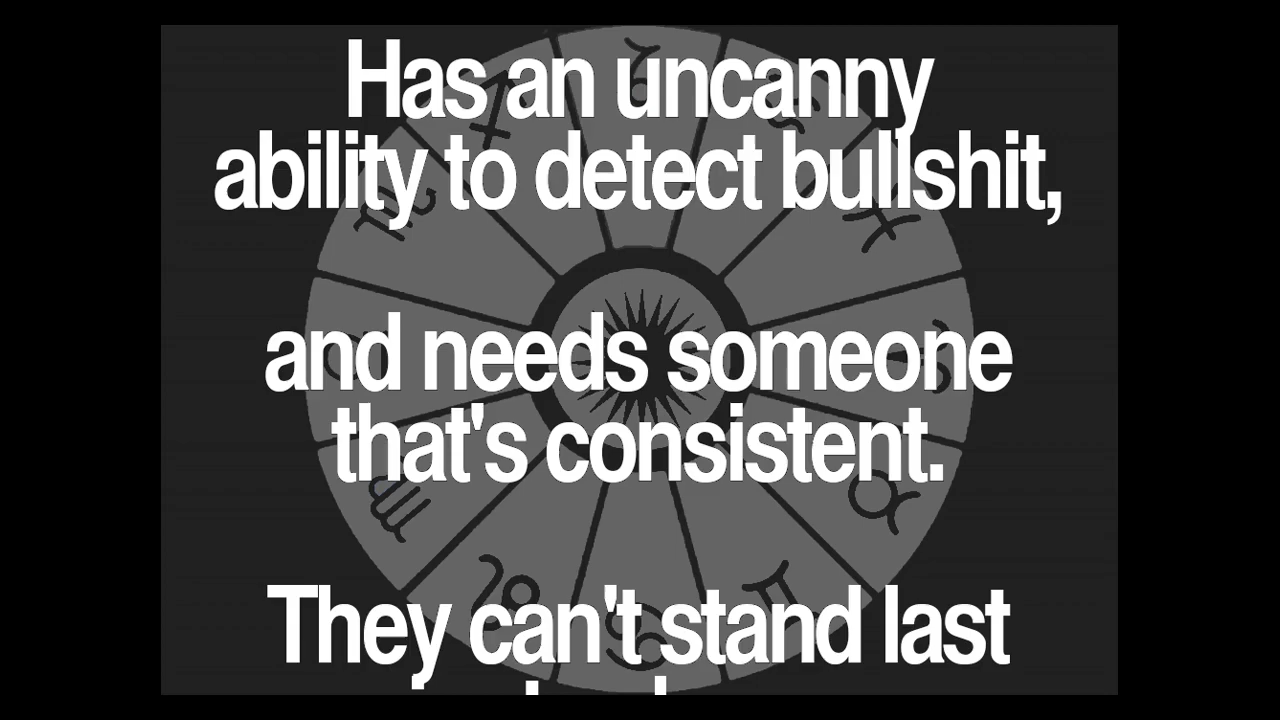 Has an uncanny
ability to detect bullshit,
and needs someone
that's consistent.
They can't stand last